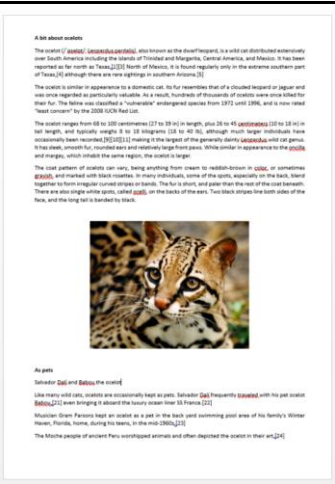 A bit about ocelots
The ocelot (/ˈɒsəlɒt/; Leopardus pardalis), also known as the dwarf leopard, is a wild cat distributed extensively
over South America including the islands of Trinidad and Margarita, Central America, and Mexico. It has been
reported as far north as Texas.[2][3] North of Mexico, it is found regularly only in the extreme southern part
of Texas,[4] although there are rare sightings in southern Arizona.[5]
The ocelot is similar in appearance to a domestic cat. Its fur resembles that of a clouded leopard or jaguar and
was once regarded as particularly valuable. As a result, hundreds of thousands of ocelots were once killed for
their fur. The feline was classified a "vulnerable" endangered species from 1972 until 1996, and is now rated
"least concern" by the 2008 IUCN Red List.
The ocelot ranges from 68 to 100 centimetres (27 to 39 in) in length, plus 26 to 45 centimetres (10 to 18 in) in
tail length, and typically weighs 8 to 18 kilograms (18 to 40 lb), although much larger individuals have
occasionally been recorded,[9][10][11] making it the largest of the generally dainty Leopardus wild cat genus.
It has sleek, smooth fur, rounded ears and relatively large front paws. While similar in appearance to the oncilla
and margay, which inhabit the same region, the ocelot is larger.
The coat pattern of ocelots can vary, being anything from cream to reddish-brown in color, or sometimes
grayish, and marked with black rosettes. In many individuals, some of the spots, especially on the back, blend
together to form irregular curved stripes or bands. The fur is short, and paler than the rest of the coat beneath.
There are also single white spots, called ocelli, on the backs of the ears. Two black stripes line both sides of the
face, and the long tail is banded by black.
As pets
Salvador Dalí and Babou the ocelot
Like many wild cats, ocelots are occasionally kept as pets. Salvador Dalí frequently traveled with his pet ocelot
Babou,[21] even bringing it aboard the luxury ocean liner SS France.[22]
Musician Gram Parsons kept an ocelot as a pet in the back yard swimming pool area of his family's Winter
Haven, Florida, home, during his teens, in the mid-1960s.[23]
The Moche people of ancient Peru worshipped animals and often depicted the ocelot in their art.[24]